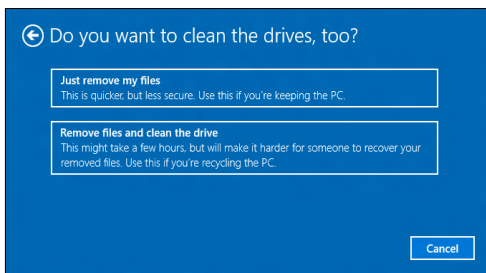 Do you want to clean the drives, too?
Just remove my files
This is quicker, but less secure. Use this if you're keeping the PC.
Remove files and clean the drive
This might take a few hours, but will make it harder for someone to recover your
removed files. Use this if you're recycling the PC.
Cancel